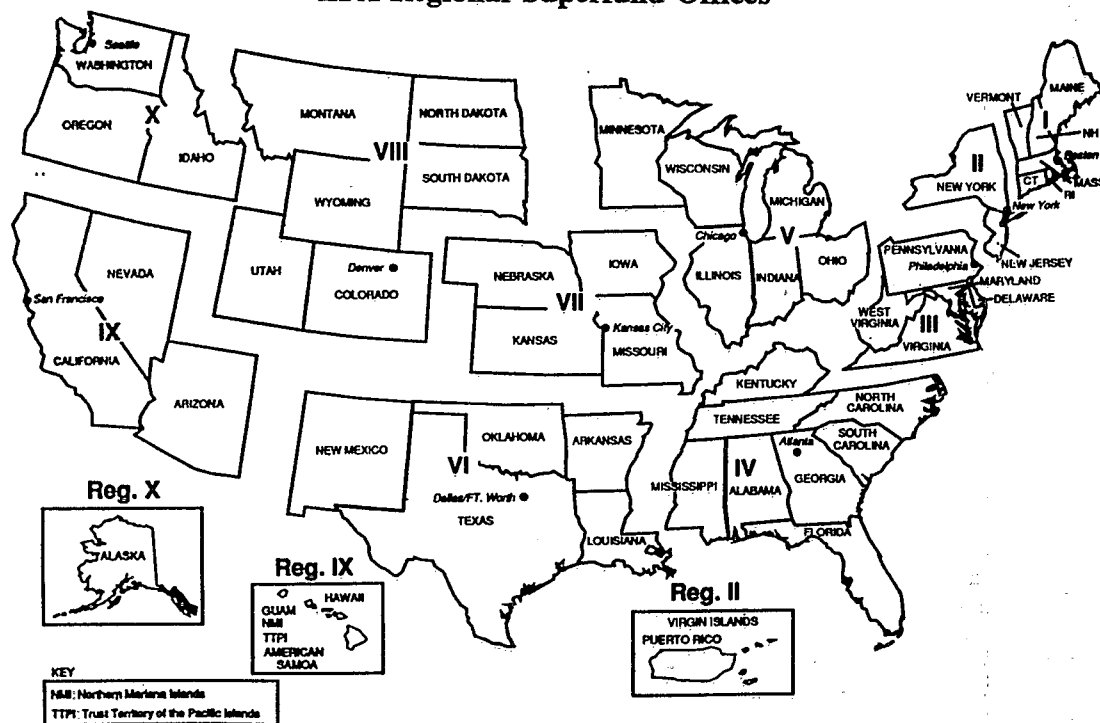 Regional Superfund Offices
Seattle
WASHINGTON
OREGON
X
IDAHO
MONTANA
NORTH DAKOTA
VIII
SOUTH DAKOTA
WYOMING
MINNESOTA
WISCONSIN
MICHIGAN
Chicago
V
ILLINOIS
INDIANA
OHIO
VERMONT
I
MAINE
NH
Boston
MASS
II
NEW YORK
CT
RI
New York
PENNSYLVANIA
Philadelphia
NEW JERSEY
MARYLAND
DELAWARE
WEST
VIRGINIA
III
VIRGINIA
NEVADA
San Francisco
IX
CALIFORNIA
UTAH
Denver
COLORADO
ARIZONA
NEBRASKA
IOWA
VII
KANSAS
Kansas City
MISSOURI
KENTUCKY
TENNESSEE
NORTH
CAROLINA
SOUTH
CAROLINA
Atlanta
IV
MISSISSIPPI
ALABAMA
GEORGIA
FLORIDA
NEW MEXICO
OKLAHOMA
ARKANSAS
VI
Dallas/FT. Worth
TEXAS
LOUISIANA
Reg. X
ALASKA
Reg. IX
HAWAII
GUAM
NMI
TTPI
AMERICAN
SAMOA
Reg. II
VIRGIN ISLANDS
PUERTO RICO
KEY
NMI: Northern Mariana Islands
TTPI: Trust Territory of the Pacific Islands